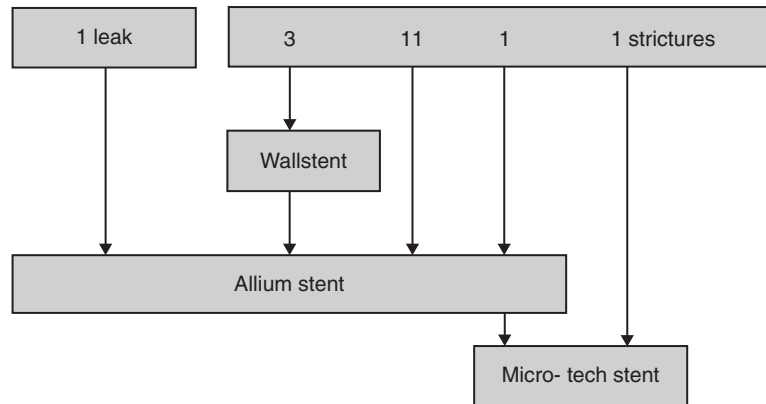 1 leak
3 11 1 1 strictures
Wallstent
Allium stent
Micro- tech stent